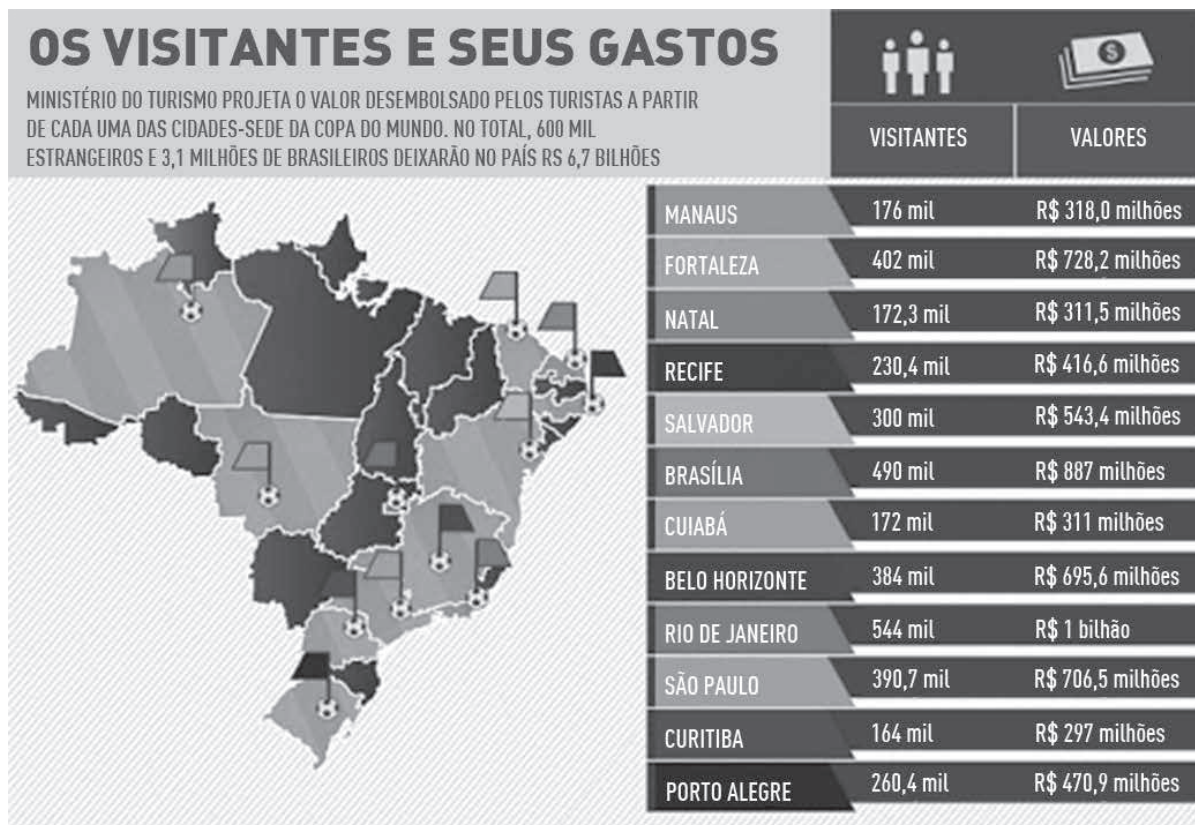 OS VISITANTES E SEUS GASTOS
MINISTÉRIO DO TURISMO PROJETA O VALOR DESEMBOLSADO PELOS TURISTAS A PARTIR
DE CADA UMA DAS CIDADES-SEDE DA COPA DO MUNDO. NO TOTAL, 600 MIL
ESTRANGEIROS E 3,1 MILHÕES DE BRASILEIROS DEIXARÃO NO PAÍS RS 6,7 BILHÕES
$
VISITANTES VALORES
MANAUS 176 mil R$ 318,0 milhões
FORTALEZA 402 mil R$ 728,2 milhões
NATAL 172,3 mil R$ 311,5 milhões
RECIFE 230,4 mil R$ 416,6 milhões
SALVADOR 300 mil R$ 543,4 milhões
BRASÍLIA 490 mil R$ 887 milhões
CUIABÁ 172 mil R$ 311 milhões
BELO HORIZONTE 384 mil R$ 695,6 milhões
RIO DE JANEIRO 544 mil R$ 1 bilhão
SÃO PAULO 390,7 mil R$ 706,5 milhões
CURITIBA 164 mil R$ 297 milhões
PORTO ALEGRE 260,4 mil R$ 470,9 milhões